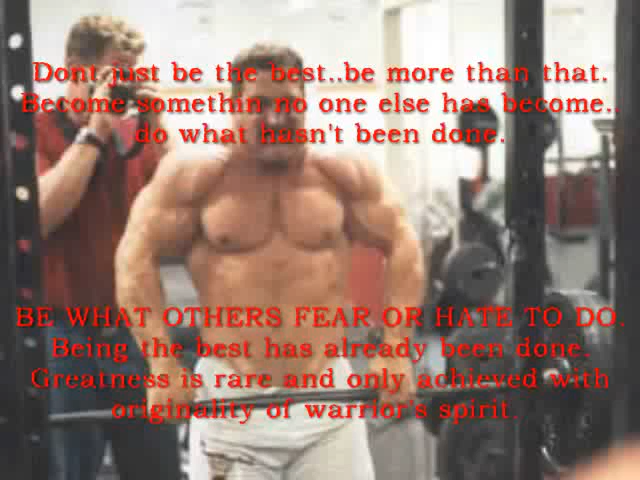 Dont just be the best..be more than that.
Become somethin no one else has become..
do what hasn't been done.
BE WHAT OTHERS FEAR OR HATE TO DO.
Being the best has already been done.
Greatness is rare and only achieved with
originality of warrior's spirit.